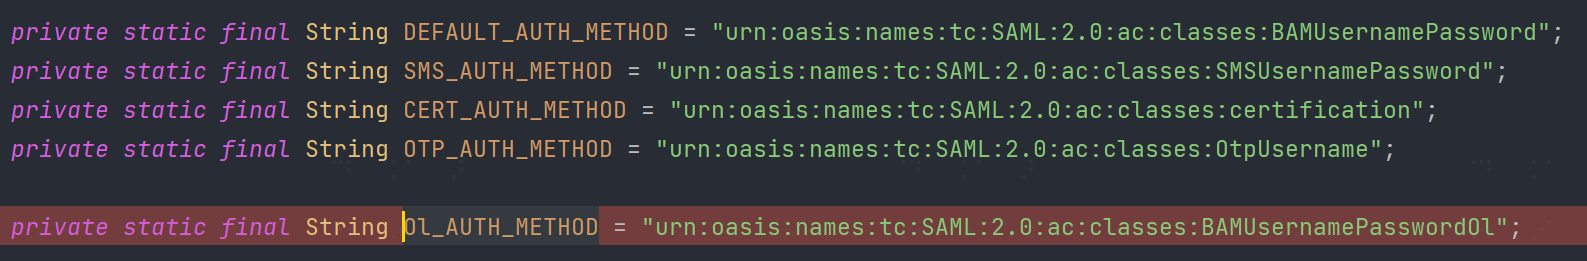 private static final String DEFAULT_AUTH_METHOD = "urn:oasis:names:tc:SAML:2.0:ac:classes:BAMUsernamePassword";
private static final String SMS_AUTH_METHOD = "urn:oasis:names:tc:SAML:2.0:ac:classes:SMSUsernamePassword";
private static final String CERT_AUTH_METHOD = "urn:oasis:names:tc:SAML:2.0:ac:classes:certification";
private static final String OTP_AUTH_METHOD = "urn:oasis:names:tc:SAML:2.0:ac:classes:OtpUsername";
private static final String Ol_AUTH_METHOD = "urn:oasis:names:tc:SAML:2.0:ac:classes:BAMUsernamePasswordOl";